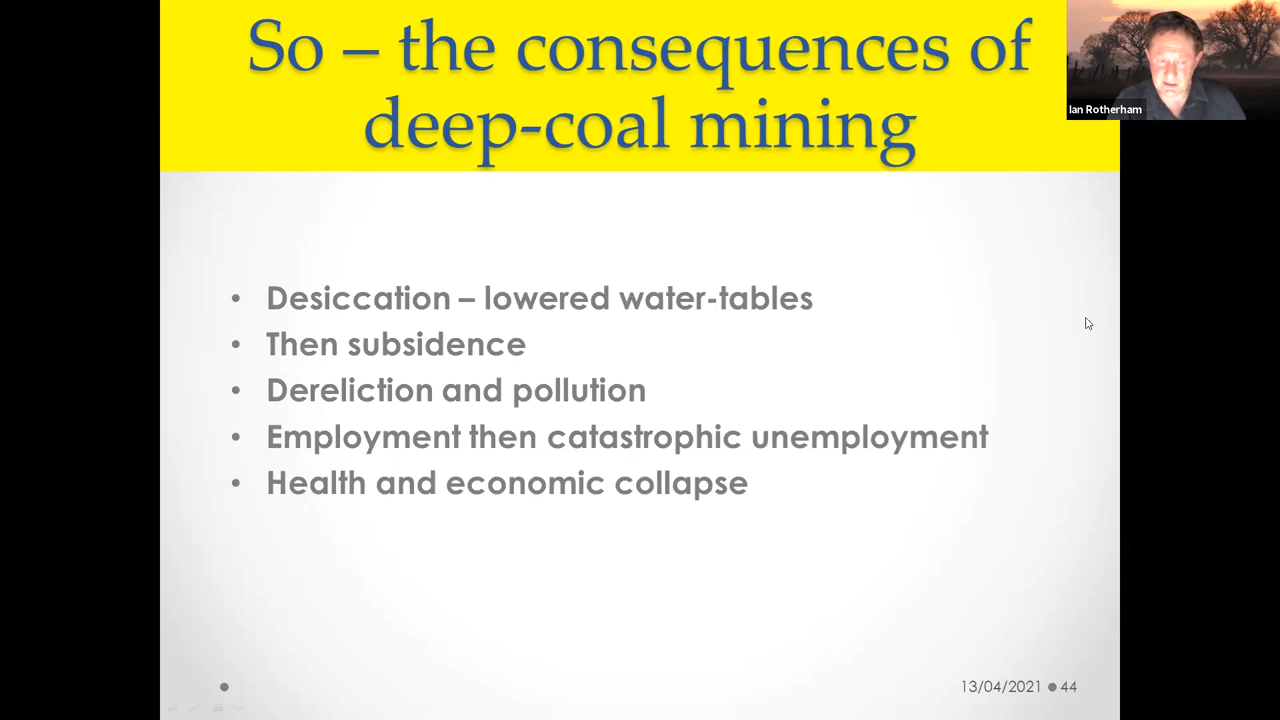 So – the consequences of
deep-coal mining
Ian Rotherham
• Desiccation – lowered water-tables
• Then subsidence
• Dereliction and pollution
• Employment then catastrophic unemployment
• Health and economic collapse
13/04/2021 ● 44